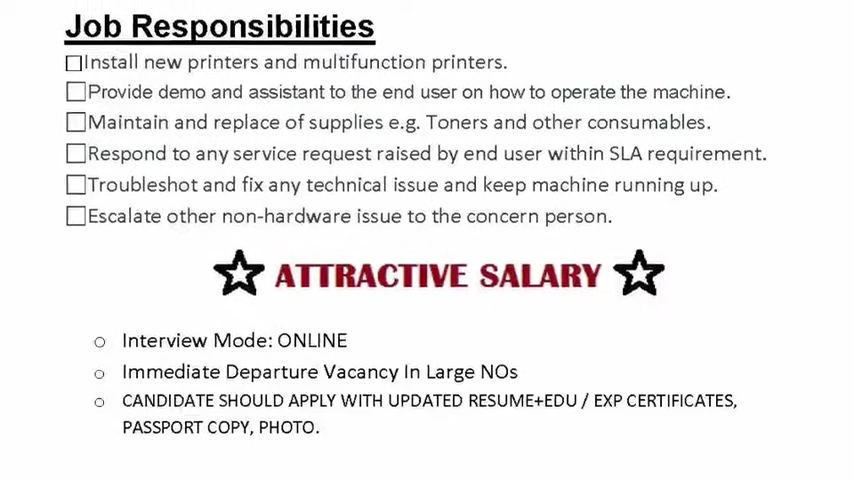 Job Responsibilities
Install new printers and multifunction printers.
Provide demo and assistant to the end user on how to operate the machine.
Maintain and replace of supplies e.g. Toners and other consumables.
Respond to any service request raised by end user within SLA requirement.
Troubleshot and fix any technical issue and keep machine running up.
Escalate other non-hardware issue to the concern person.
ATTRACTIVE SALARY
Interview Mode: ONLINE
Immediate Departure Vacancy In Large NOs
CANDIDATE SHOULD APPLY WITH UPDATED RESUME+EDU / EXP CERTIFICATES,
PASSPORT COPY, PHOTO.